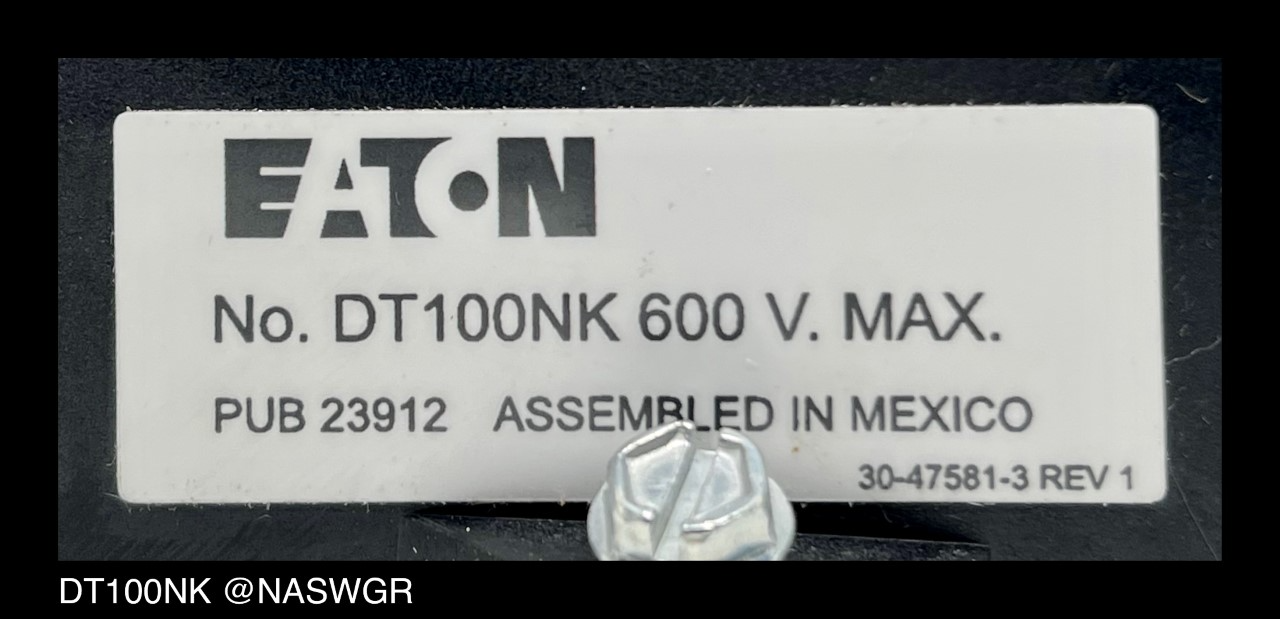 EATON
No. DT100NK 600 V. MAX.
PUB 23912 ASSEMBLED IN MEXICO
30-47581-3 REV 1
DT100NK @NASWGR